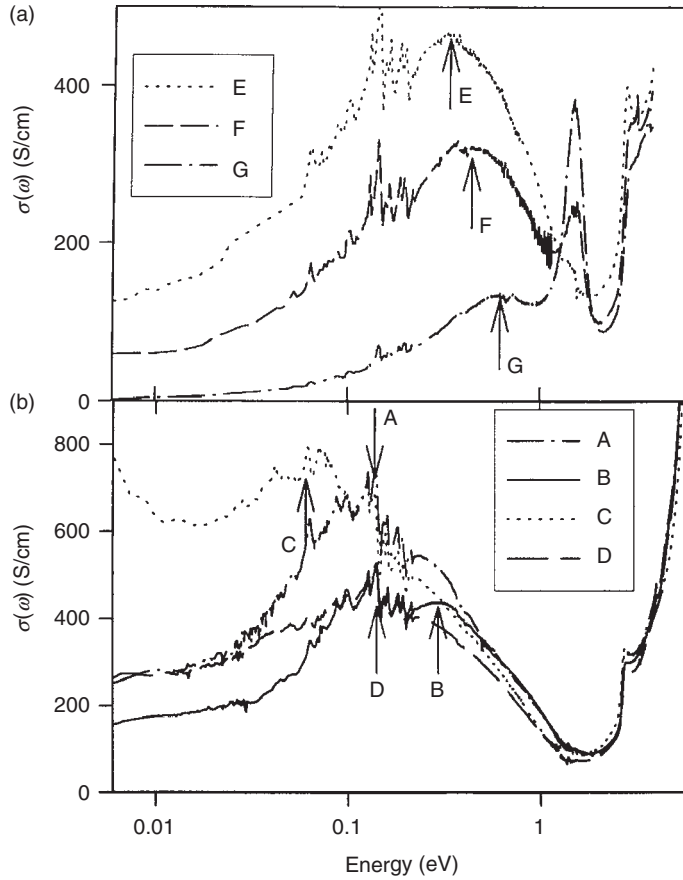 (a)
400
200
0
σ(ω) (S/cm)
E
F
G
E
F
G
(b)
800
600
400
200
0
σ(ω) (S/cm)
A
B
C
D
A
C
D
B
0.01
0.1
1
Energy (eV)